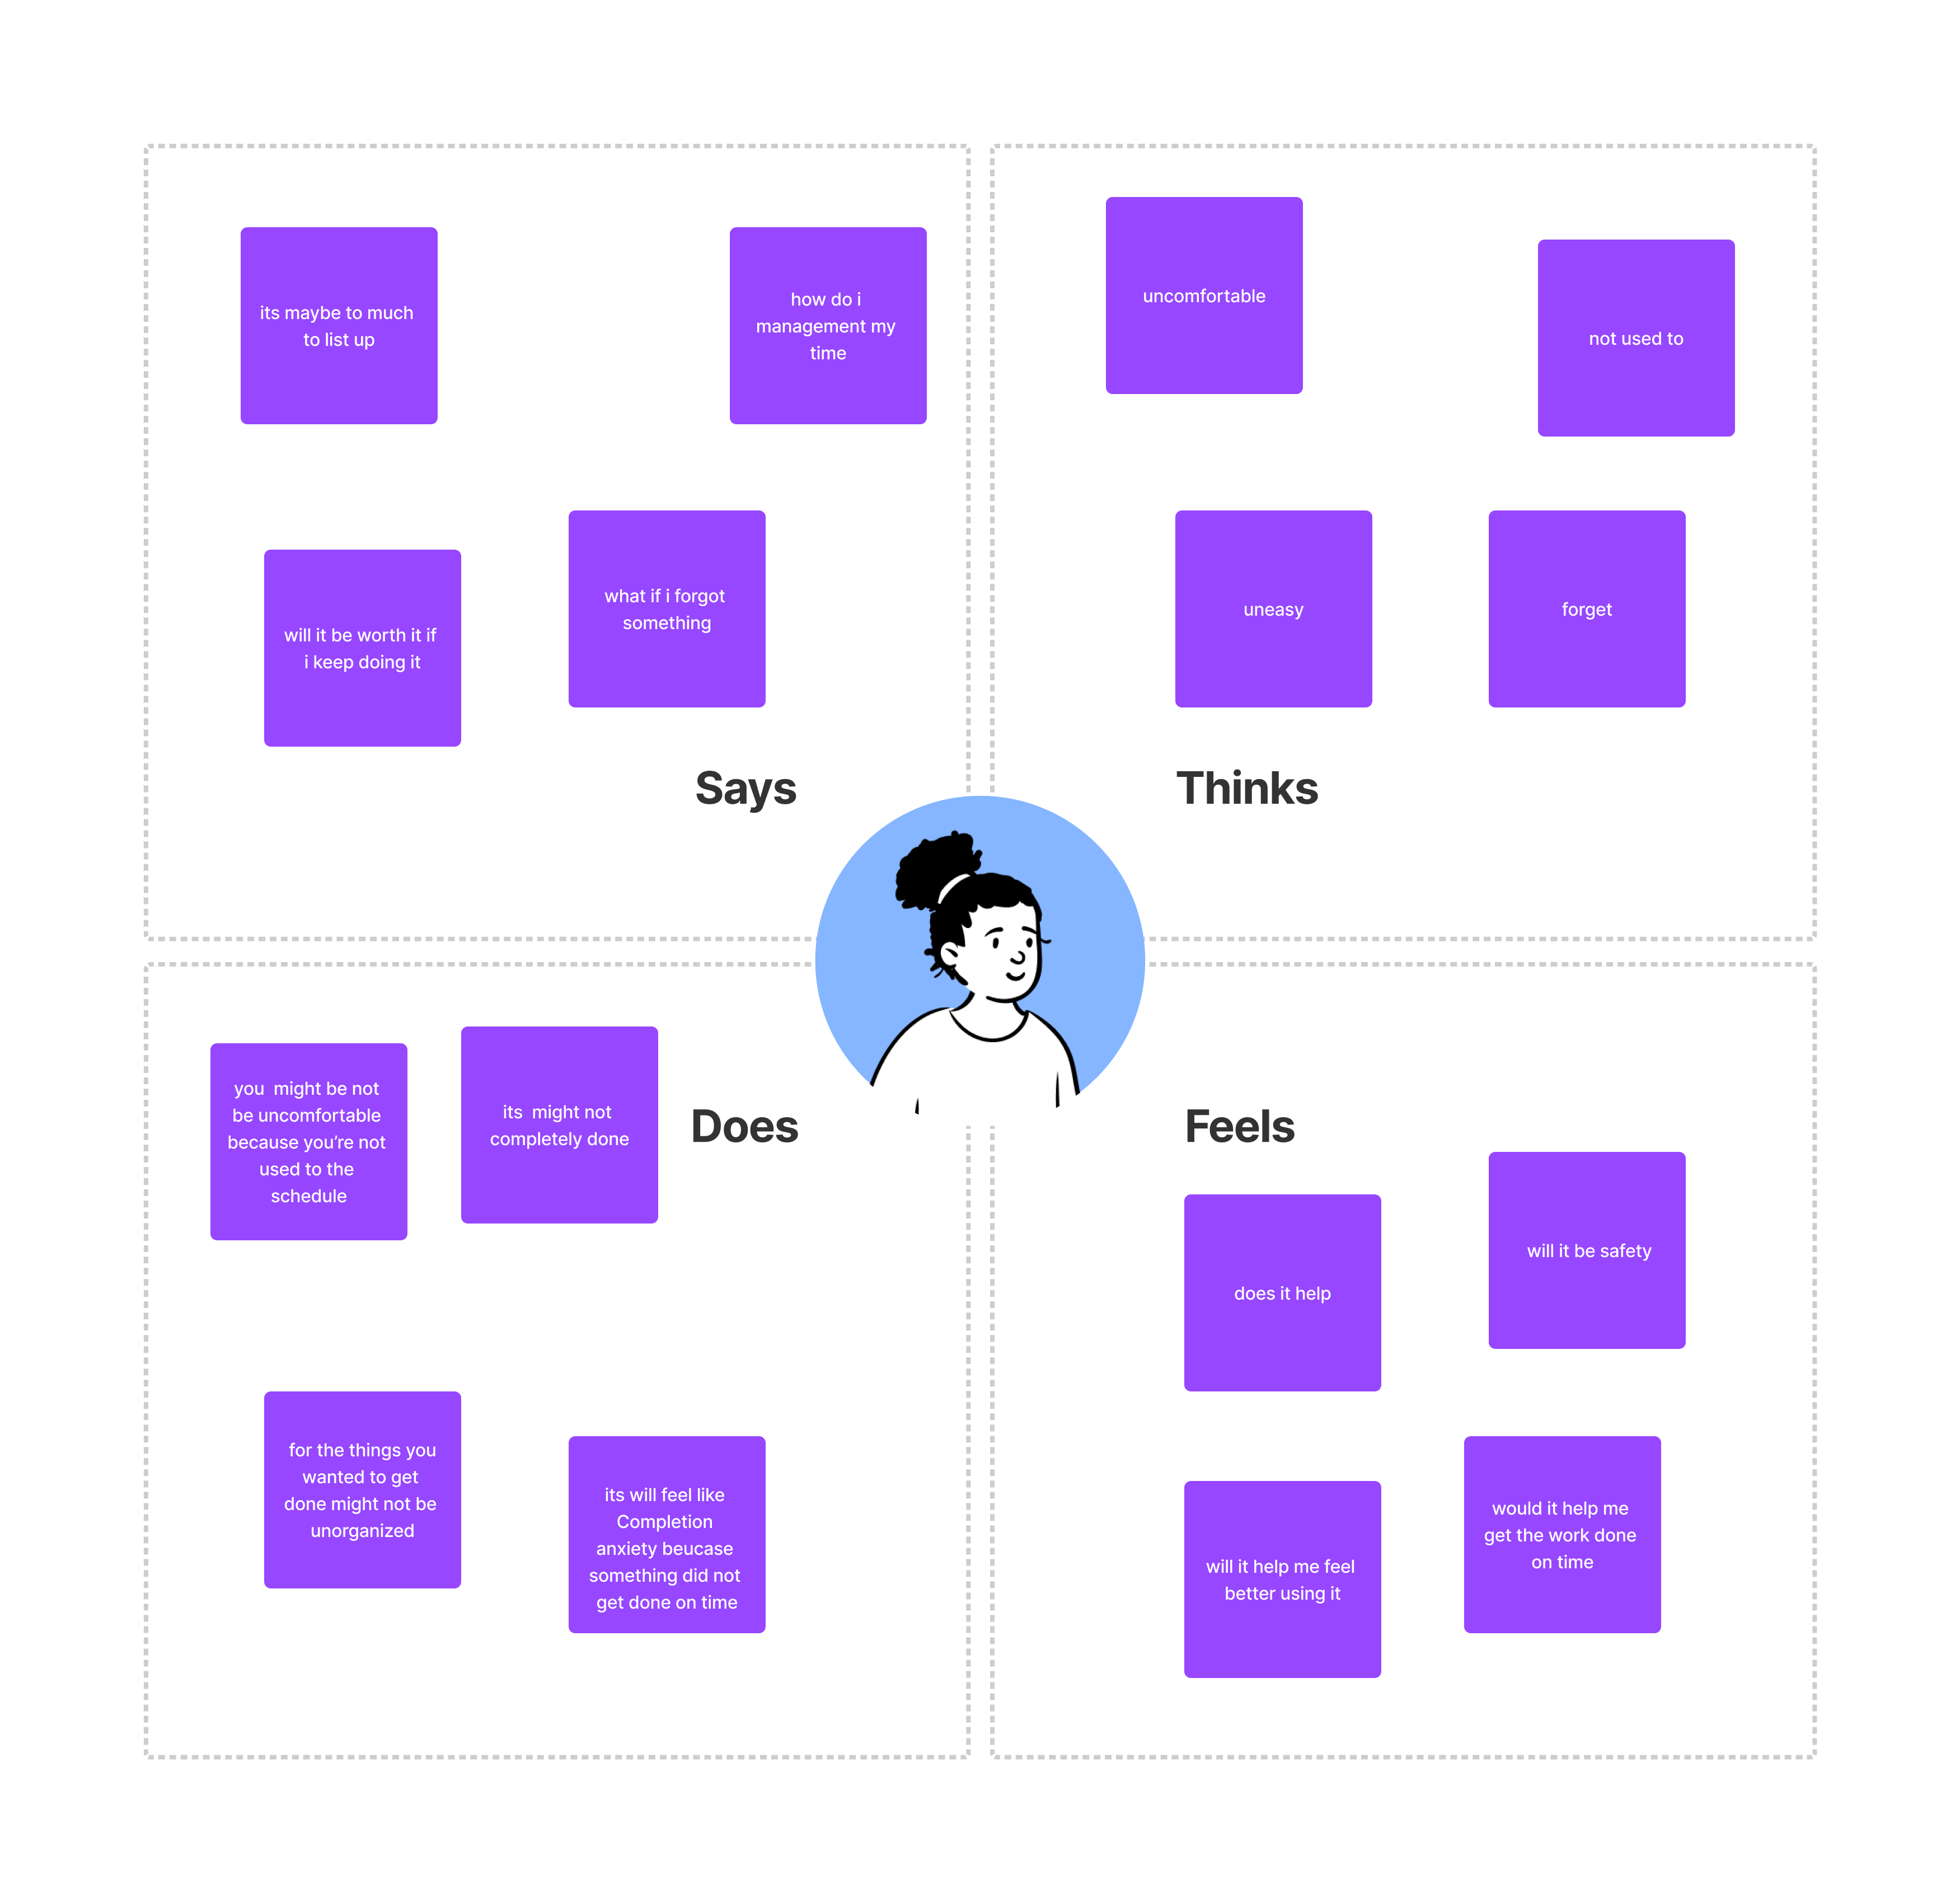 its maybe to much
to list up
how do i
management my
time
will it be worth it if
i keep doing it
what if i forgot
something
Says
uncomfortable
not used to
uneasy
forget
Thinks
you  might be not
be uncomfortable
because you’re not
used to the
schedule
its  might not
completely done
Does
for the things you
wanted to get
done might not be
unorganized
its will feel like
Completion
anxiety beucase
something did not
get done on time
Feels
does it help
will it be safety
will it help me feel
better using it
would it help me
get the work done
on time